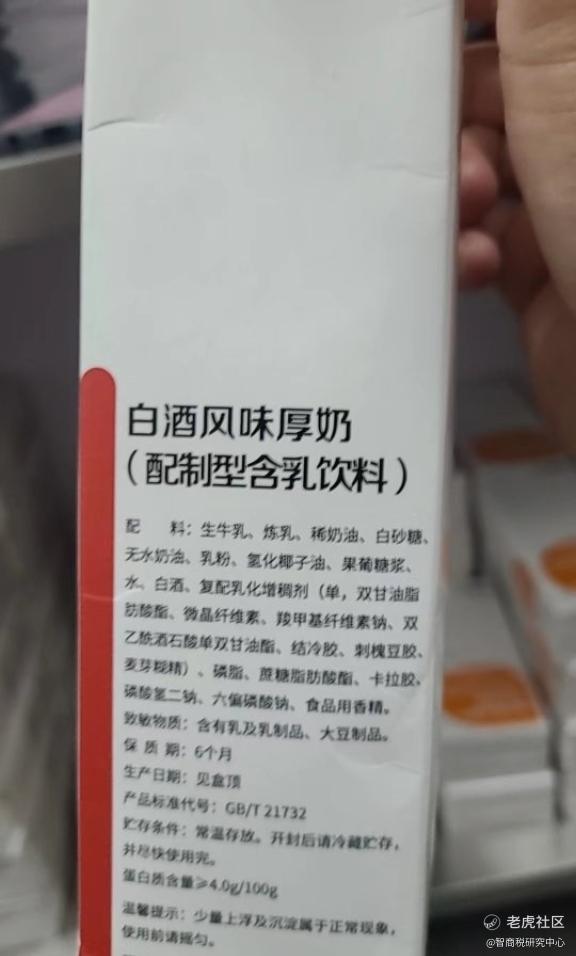 白酒风味厚奶
（配制型含乳饮料）
配 料：生牛乳、炼乳、稀奶油、白砂糖、
无水奶油、乳粉、氢化椰子油、果葡糖浆、
水、白酒、复配乳化增稠剂（单，双甘油脂
肪酸酯、微晶纤维素、羧甲基纤维素钠、双
乙酰酒石酸单双甘油酯、结冷胶、刺槐豆胶、
麦芽糊精）、磷脂、蔗糖脂肪酸酯、卡拉胶、
磷酸氢二钠、六偏磷酸钠、食品用香精。
致敏物质：含有乳及乳制品、大豆制品。
保 质 期：6个月
生产日期：见盒顶
产品标准代号：GB/T 21732
贮存条件：常温存放。开封后请冷藏贮存，
并尽快使用完。
蛋白质含量≥4.0g/100g
温馨提示：少量上浮及沉淀属于正常现象，
使用前请摇匀。
老虎社区
@智商税研究中心